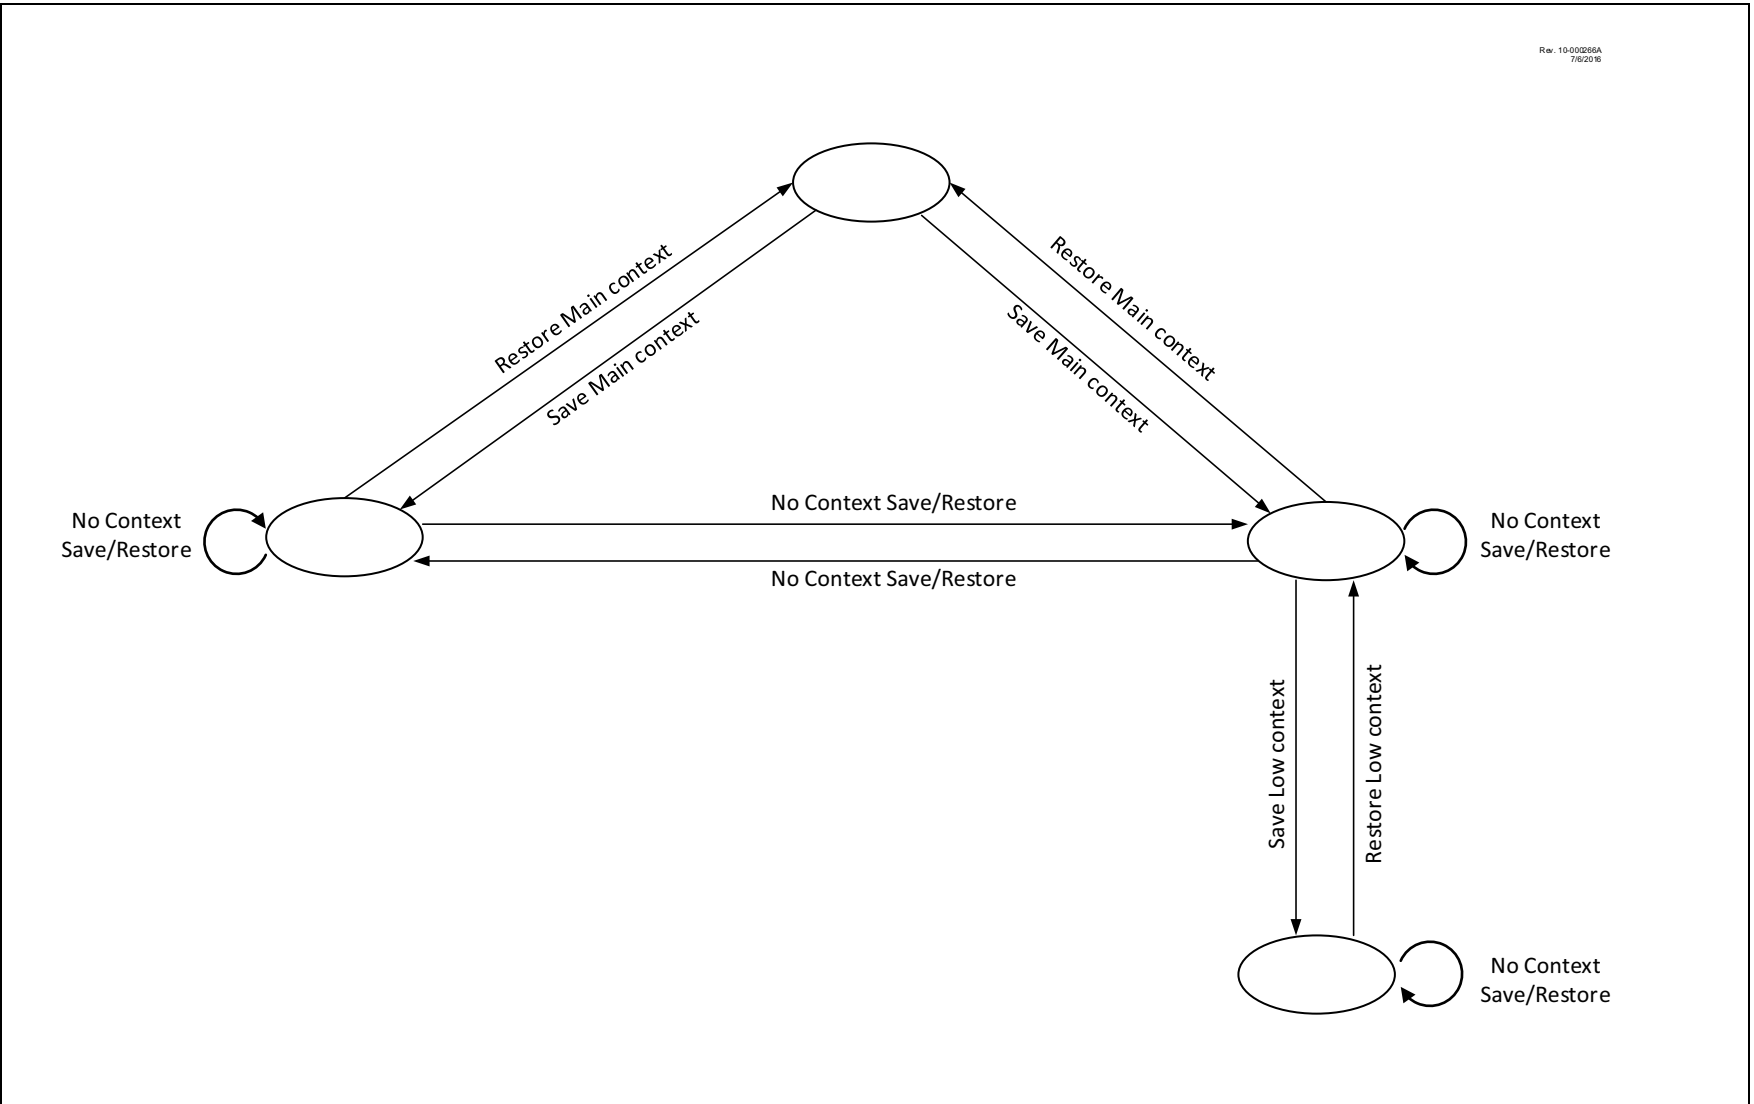 Rev. 10-000266A
7/6/2016
Restore Main context
Restore Main context
Save Main context
Save Main context
No Context
Save/Restore
No Context Save/Restore
No Context Save/Restore
No Context
Save/Restore
Save Low context
Restore Low context
No Context
Save/Restore